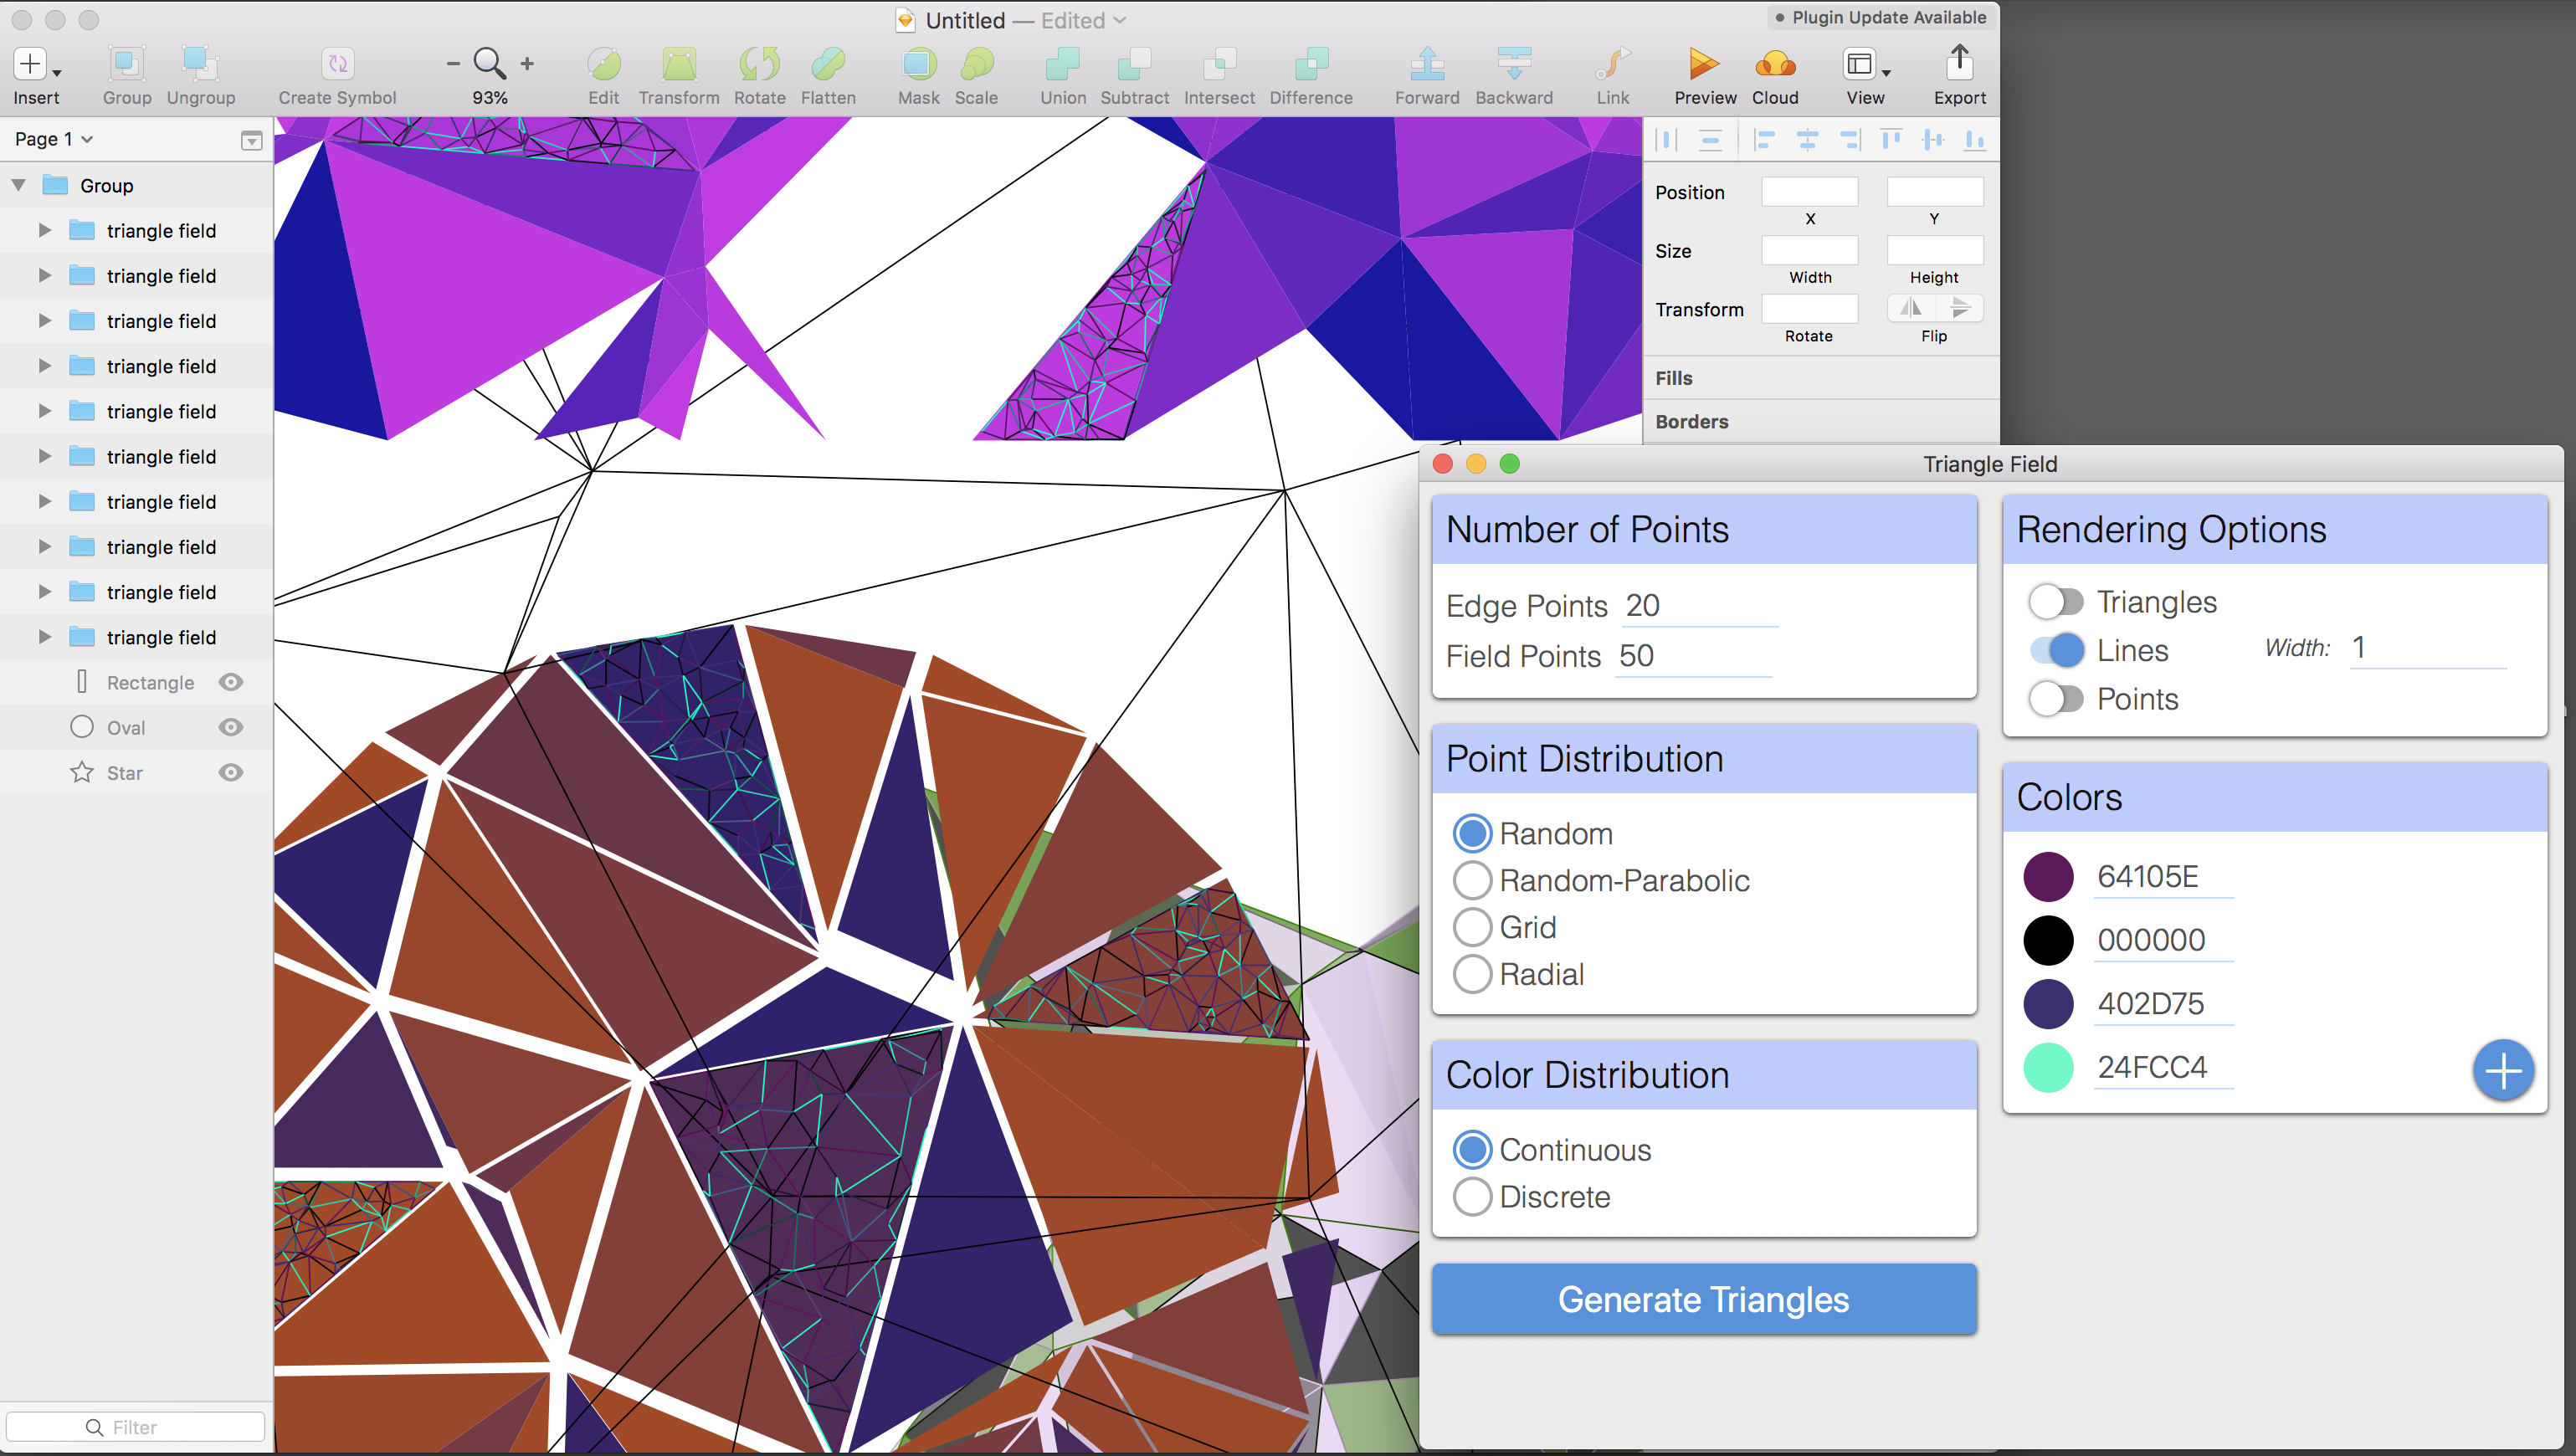 Untitled — Edited
Plugin Update Available
Insert
Group
Ungroup
Create Symbol
93%
Edit
Transform
Rotate
Flatten
Mask
Scale
Union
Subtract
Intersect
Difference
Forward
Backward
Link
Preview
Cloud
View
Export
Page 1
Group
triangle field
triangle field
triangle field
triangle field
triangle field
triangle field
triangle field
triangle field
triangle field
triangle field
Rectangle
Oval
Star
Filter
Position
X
Y
Size
Width
Height
Transform
Rotate
Flip
Fills
Borders
Triangle Field
Number of Points
Edge Points 20
Field Points 50
Point Distribution
Random
Random-Parabolic
Grid
Radial
Color Distribution
Continuous
Discrete
Generate Triangles
Rendering Options
Triangles
Lines Width: 1
Points
Colors
64105E
000000
402D75
24FCC4